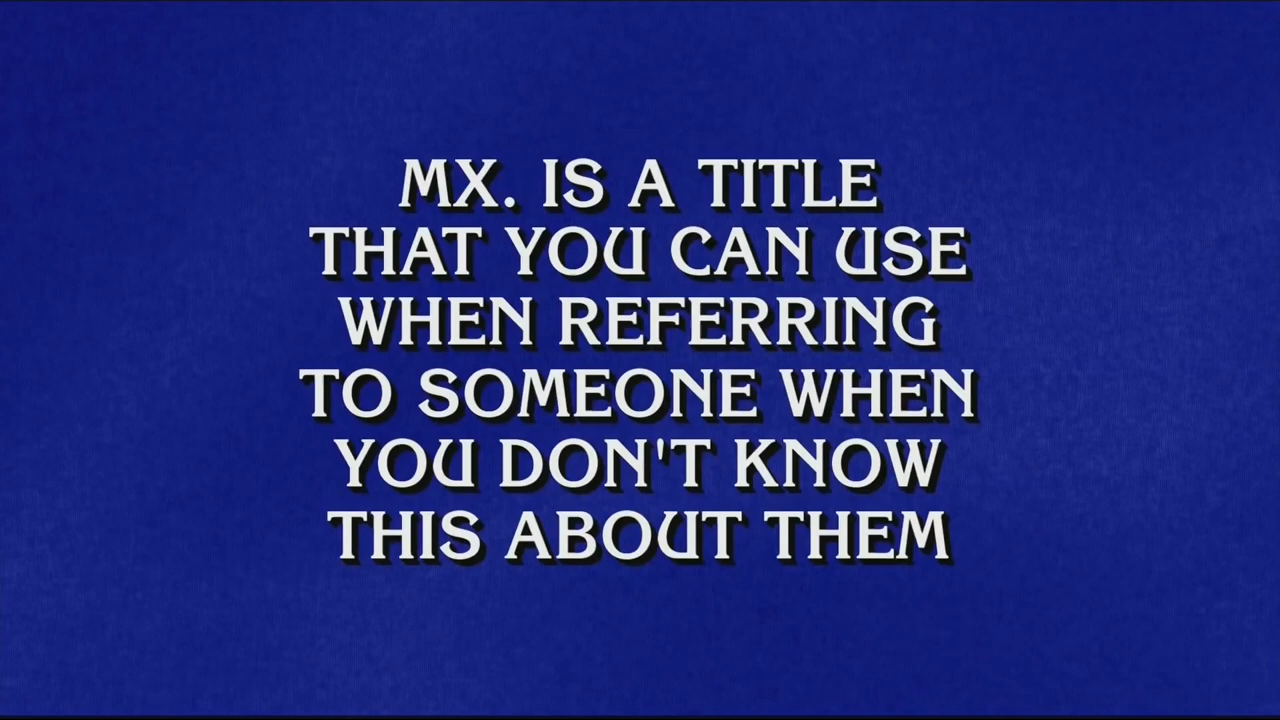 MX. IS A TITLE
THAT YOU CAN USE
WHEN REFERRING
TO SOMEONE WHEN
YOU DON'T KNOW
THIS ABOUT THEM